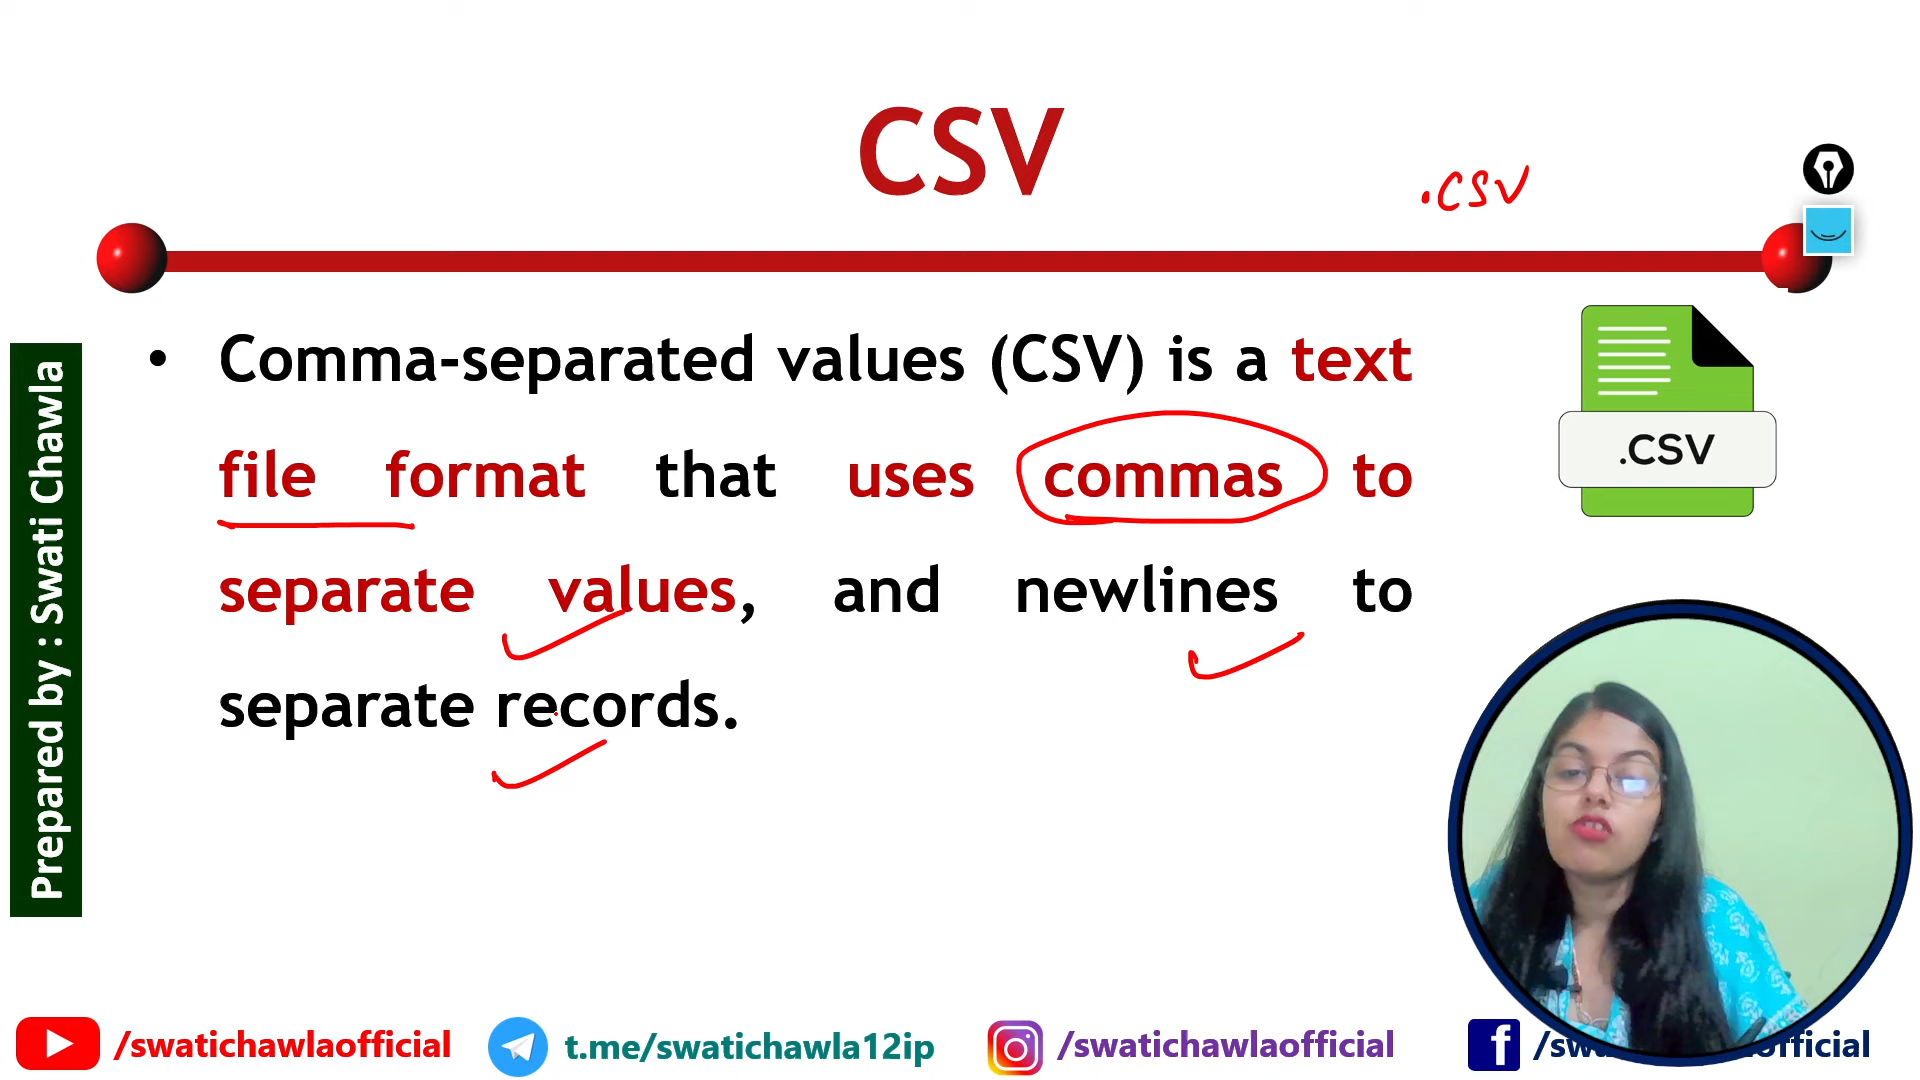 CSV
.CSV
• Comma-separated values (CSV) is a text
file format that uses commas to
separate values, and newlines to
separate records.
.CSV
Prepared by : Swati Chawla
/swatichawlaofficial
t.me/swatichawla12ip
/swatichawlaofficial